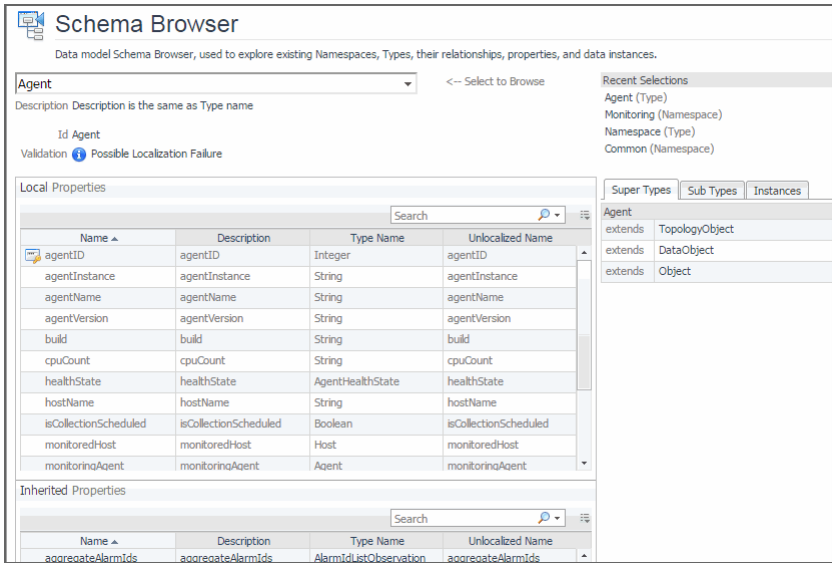 Schema Browser
Data model Schema Browser, used to explore existing Namespaces, Types, their relationships, properties, and data instances.
Agent
<-- Select to Browse
Description Description is the same as Type name
Id Agent
Validation Possible Localization Failure
Recent Selections
Agent (Type)
Monitoring (Namespace)
Namespace (Type)
Common (Namespace)
Local Properties
Search
Name Description Type Name Unlocalized Name
agentID agentID Integer agentID
agentInstance agentInstance String agentInstance
agentName agentName String agentName
agentVersion agentVersion String agentVersion
build build String build
cpuCount cpuCount String cpuCount
healthState healthState AgentHealthState healthState
hostName hostName String hostName
isCollectionScheduled isCollectionScheduled Boolean isCollectionScheduled
monitoredHost monitoredHost Host monitoredHost
monitoringAgent monitoringAgent Agent monitoringAgent
Super Types Sub Types Instances
Agent
extends TopologyObject
extends DataObject
extends Object
Inherited Properties
Search
Name Description Type Name Unlocalized Name
aggregateAlarmIds aggregateAlarmIds AlarmIdListObservation aggregateAlarmIds